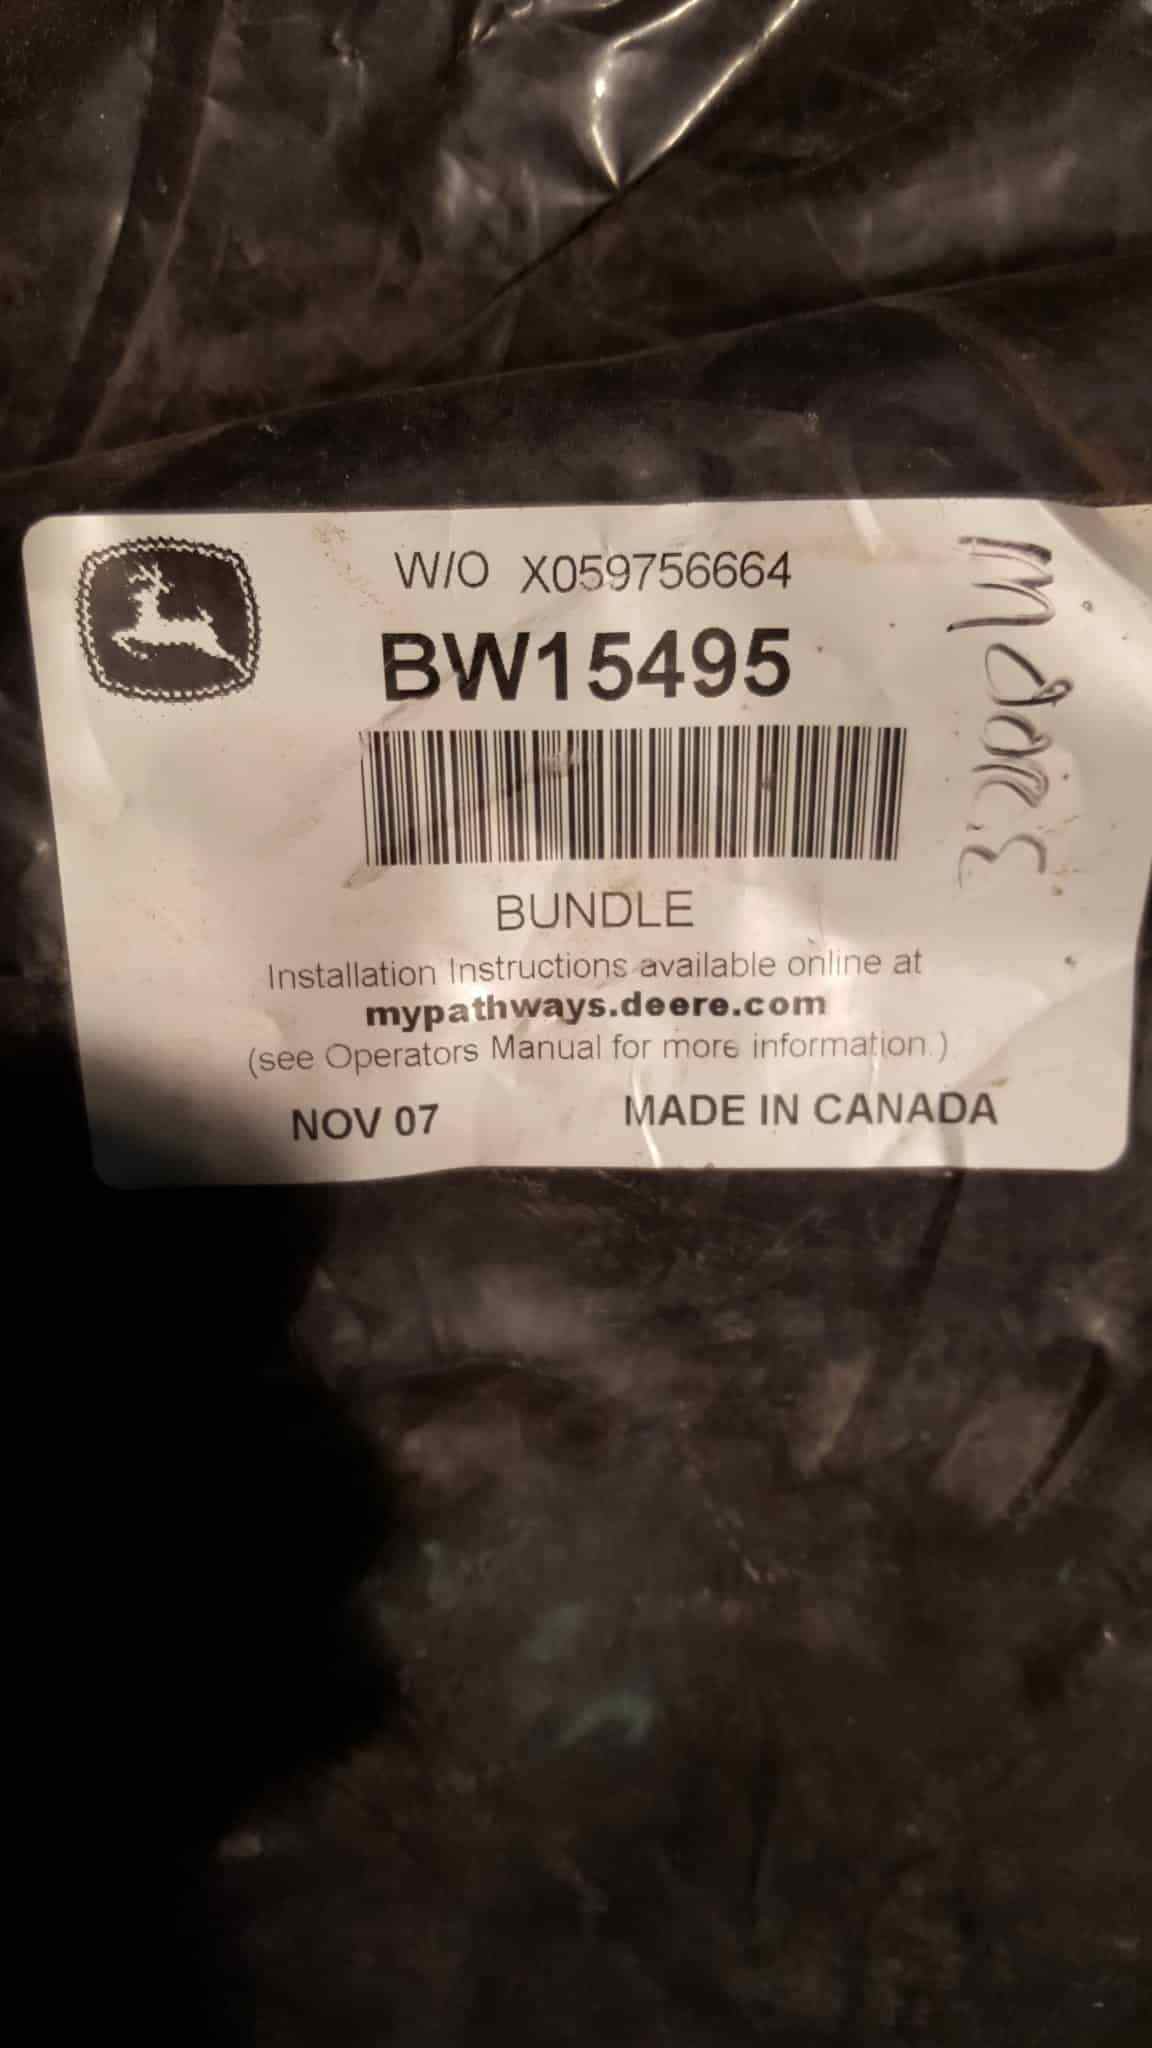 W/O X059756664
BW15495
BUNDLE
Installation Instructions available online at
mypathways.deere.com
(see Operators Manual for more information.)
NOV 07 MADE IN CANADA
MOORE